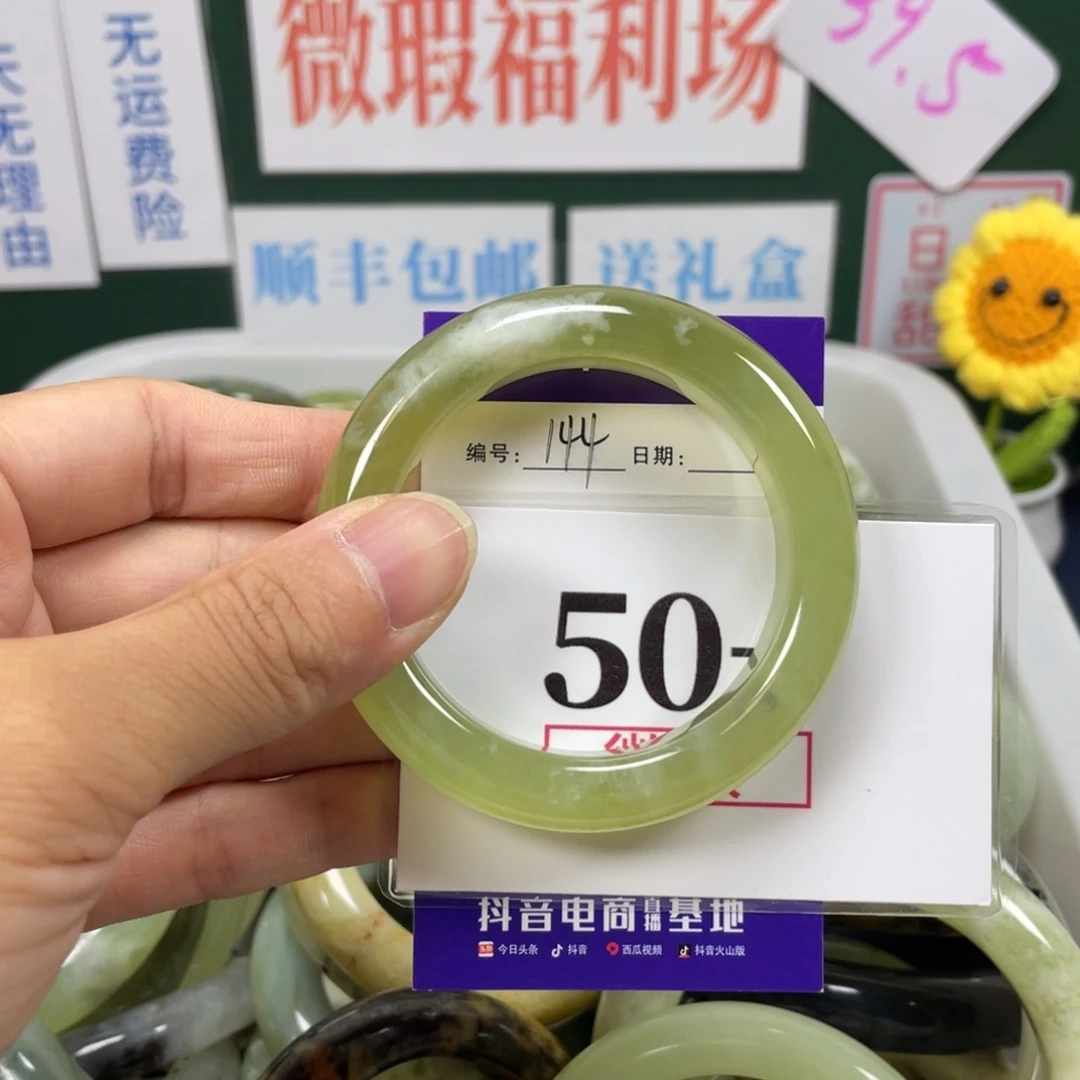 微瑕福利场
59.5
无运费险
天无理由
顺丰包邮
送礼盒
日
编号: 144 日期:
50-
抖音电商直播基地
今日头条 抖音 西瓜视频 抖音火山版